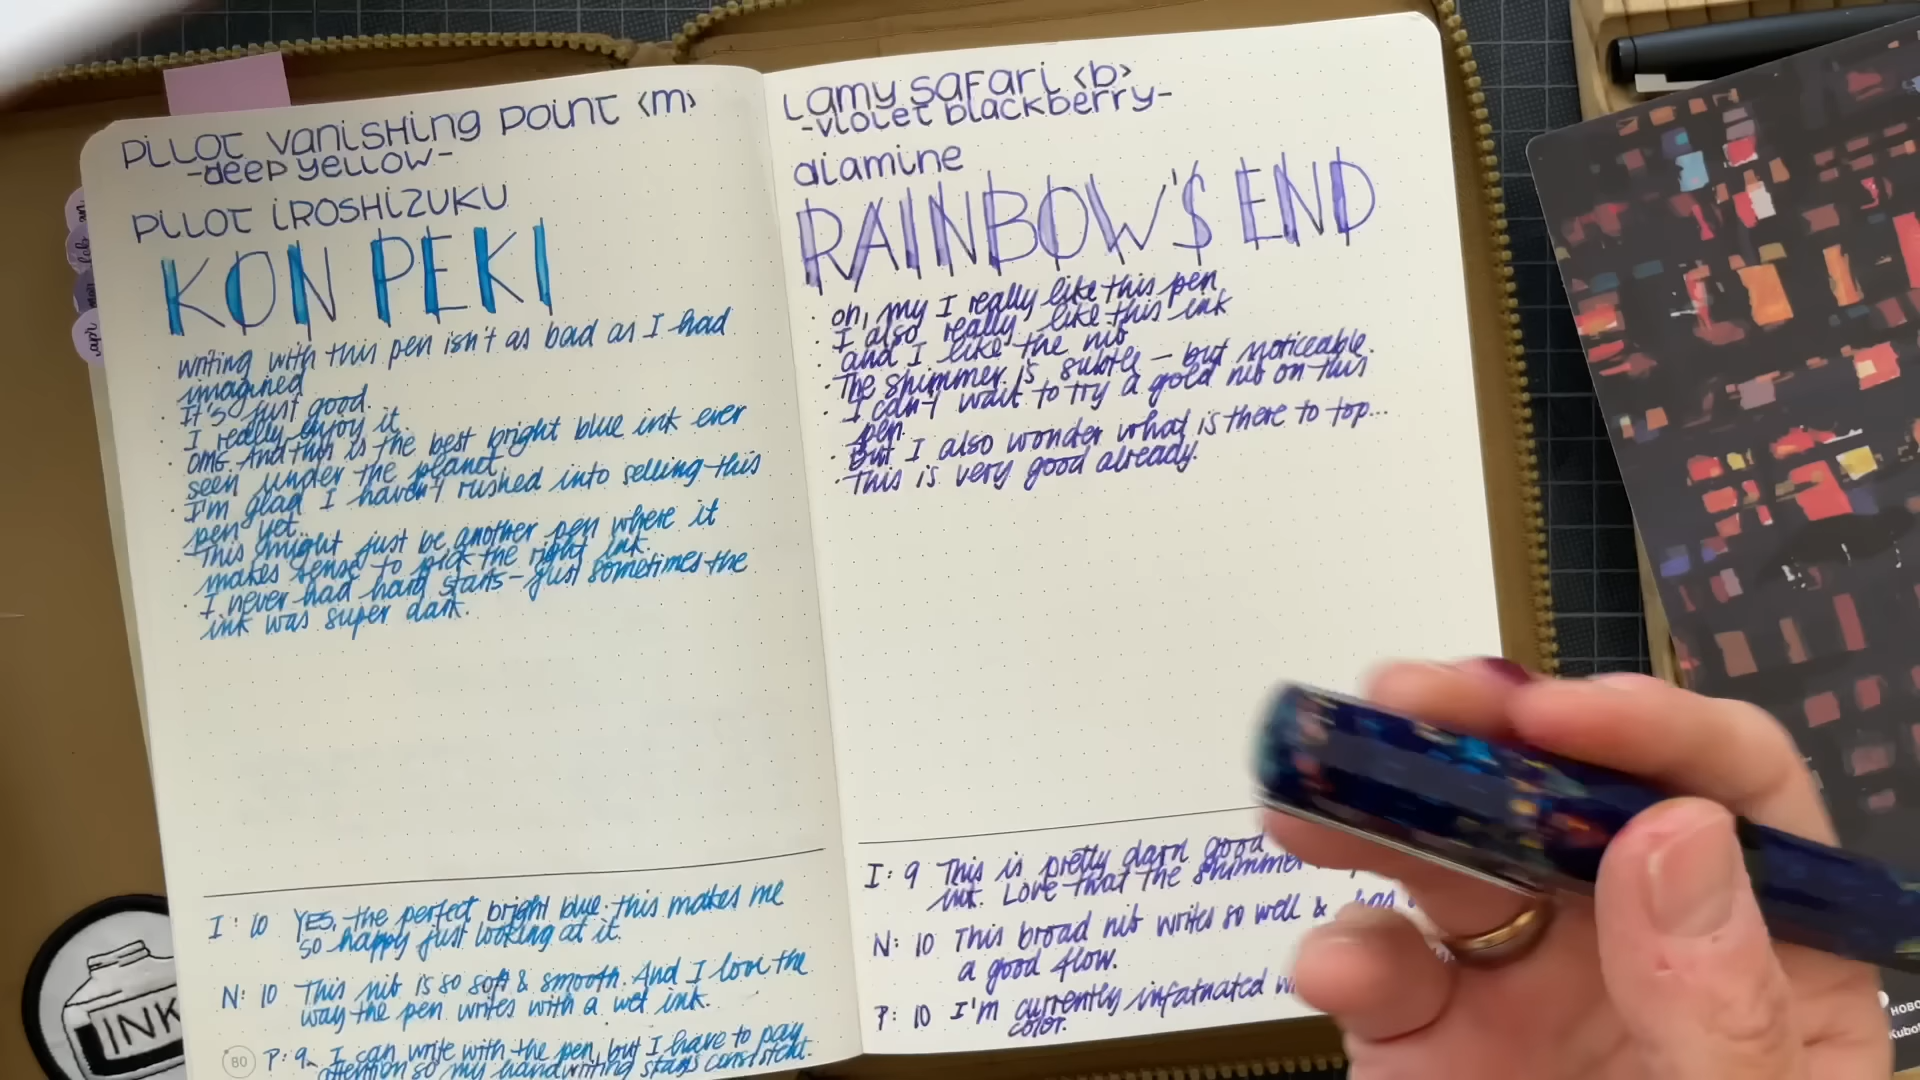 PILOT VANISHING POINT <M>
-DEEP YELLOW-
PILOT IROSHIZUKU
KON PEKI
writing with this pen isn't as bad as I had
imagined
· It's just good.
· I really enjoy it.
· OMG. And this is the best bright blue ink ever
seen under the planet.
· I'm glad I haven't rushed into selling this
pen yet.
· This might just be another pen where it
makes sense to pick the right ink.
· I never had hard starts - just sometimes the
ink was super dark.
I: 10 YES. the perfect bright blue. this makes me
so happy just looking at it.
N: 10 This nib is so soft & smooth. And I love the
way the pen writes with a wet ink.
P: 9 I can write with the pen, but I have to pay
attention so my handwriting stays consistent.
80
LAMY SAFARI <B>
-VIOLET BLACKBERRY-
DIAMINE
RAINBOW'S END
· oh, my I really like this pen
· I also really like this ink
· and I like the nib
· The shimmer is subtle - but noticeable.
· I can't wait to try a gold nib on this
pen.
· But I also wonder what is there to top...
· This is very good already.
I: 9 This is pretty darn good
ink. Love that the shimmer
N: 10 This broad nib writes so well & has
a good flow.
P: 10 I'm currently infatuated
color.
jan
feb
mar
apr
INK
HOBO
Kubo